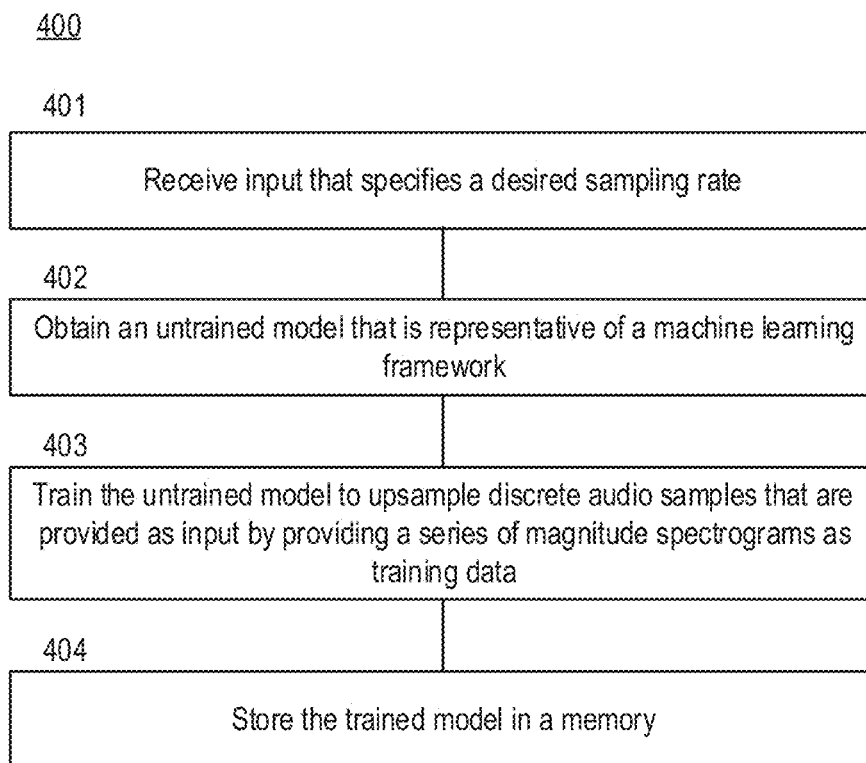 400
401
Receive input that specifies a desired sampling rate
402
Obtain an untrained model that is representative of a machine learning
framework
403
Train the untrained model to upsample discrete audio samples that are
provided as input by providing a series of magnitude spectrograms as
training data
404
Store the trained model in a memory